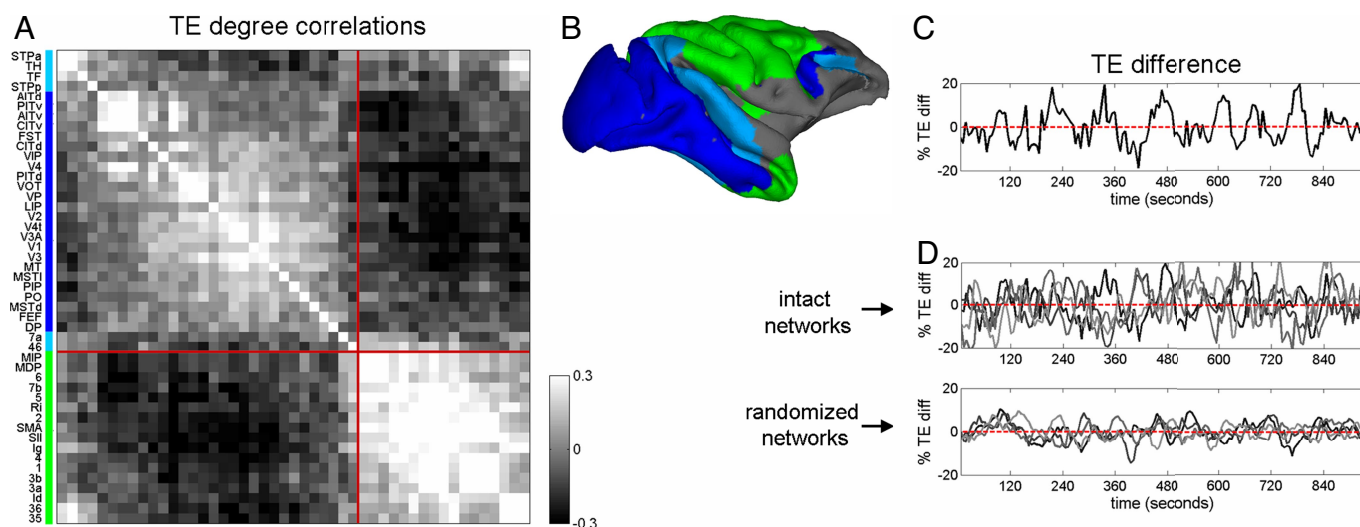 A
TE degree correlations
STPa
TH
TF
STPp
AITd
PITv
AITv
CITv
FST
CITd
VIP
V4
PITd
VOT
VP
LIP
V2
V4t
V3A
V1
V3
MT
MSTl
PIP
PO
MSTd
FEF
DP
7a
46
MIP
MDP
6
7b
5
Ri
2
SMA
SII
Ig
4
1
3b
3a
Id
36
35
0.3
0
-0.3
B
C
TE difference
% TE diff
20
0
-20
120 240 360 480 600 720 840
time (seconds)
D
intact
networks
% TE diff
20
0
-20
120 240 360 480 600 720 840
randomized
networks
% TE diff
20
0
-20
120 240 360 480 600 720 840
time (seconds)